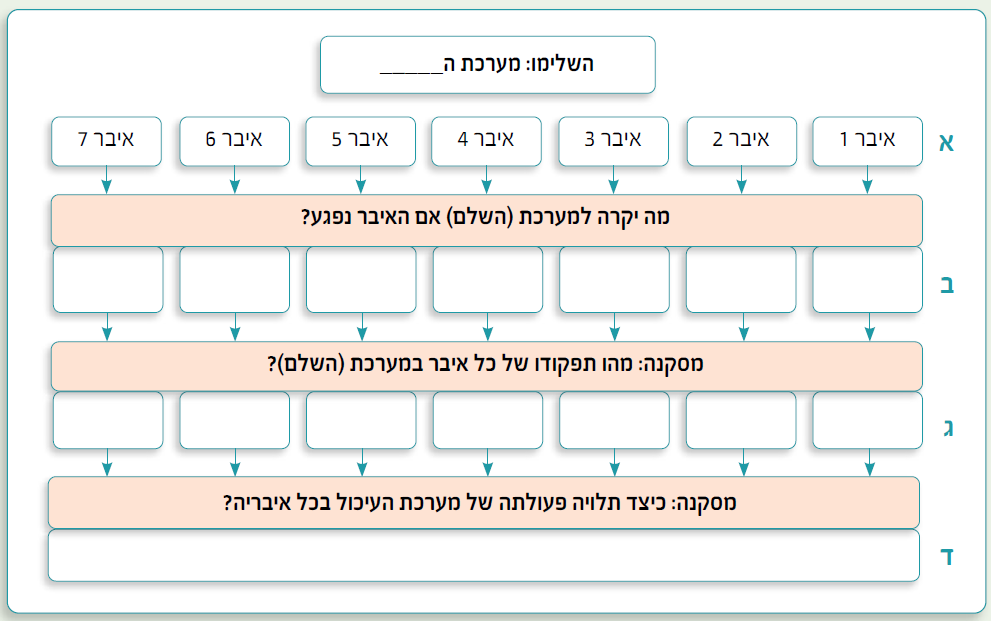 השלימו: מערכת ה_____
א
איבר 1 איבר 2 איבר 3 איבר 4 איבר 5 איבר 6 איבר 7
מה יקרה למערכת (השלם) אם האיבר נפגע?
ב
מסקנה: מהו תפקודו של כל איבר במערכת (השלם)?
ג
מסקנה: כיצד תלויה פעולתה של מערכת העיכול בכל איבריה?
ד